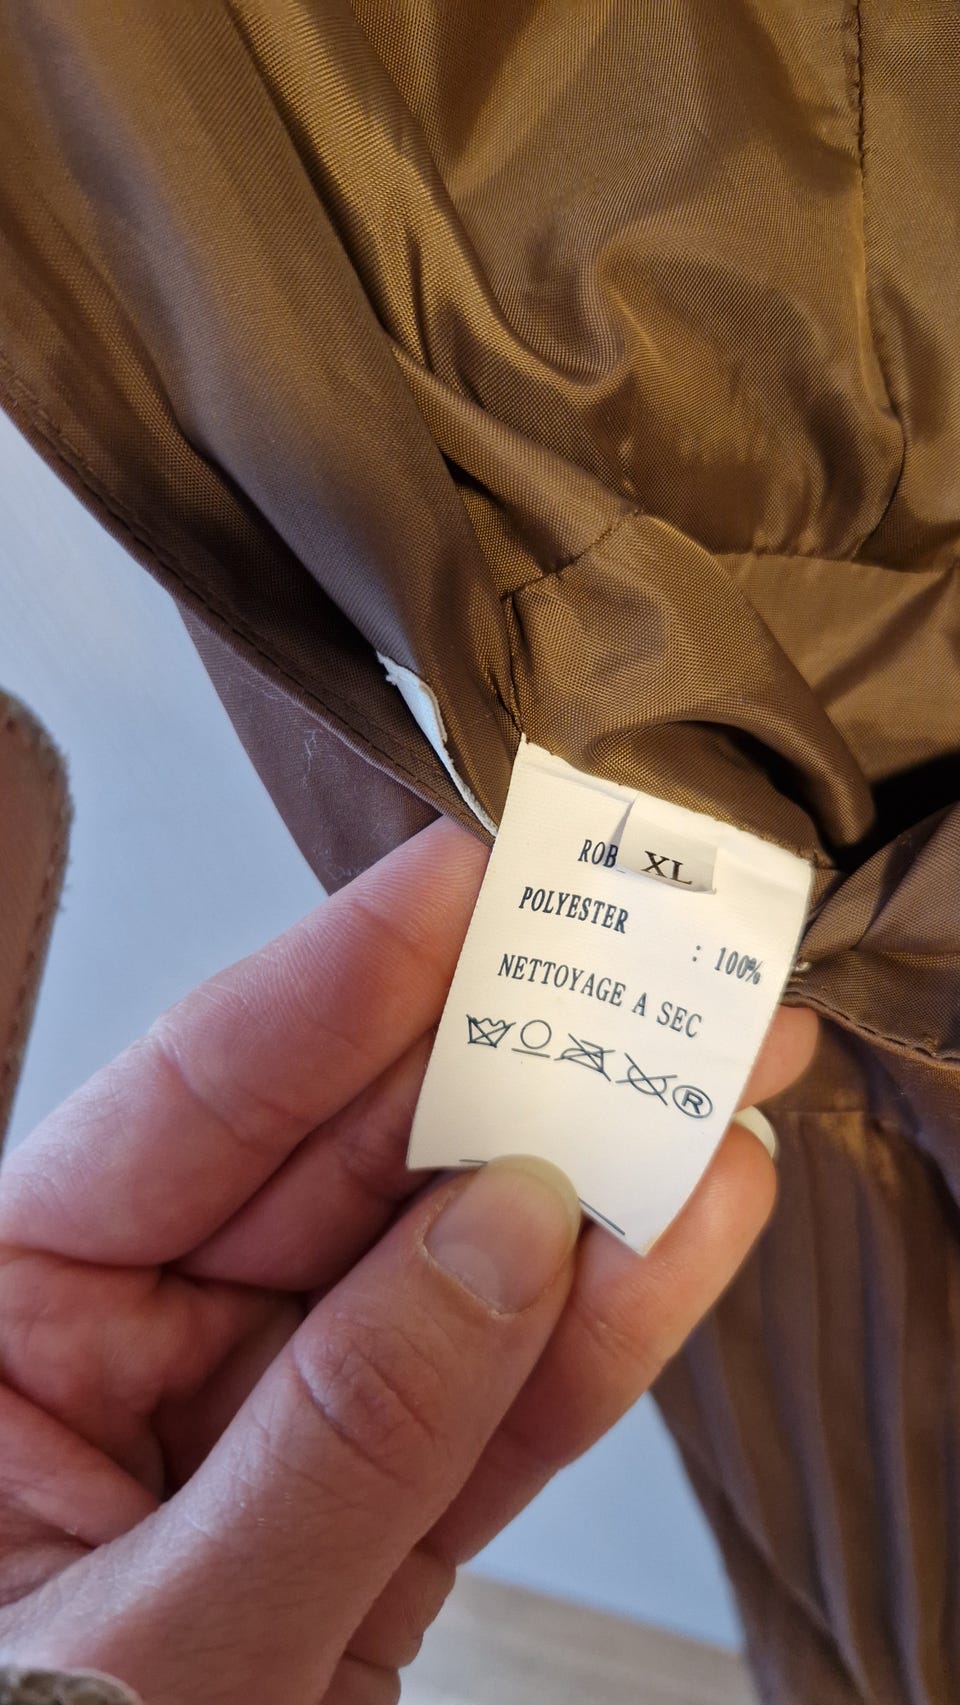 ROB
XL
POLYESTER
: 100%
NETTOYAGE A SEC
R